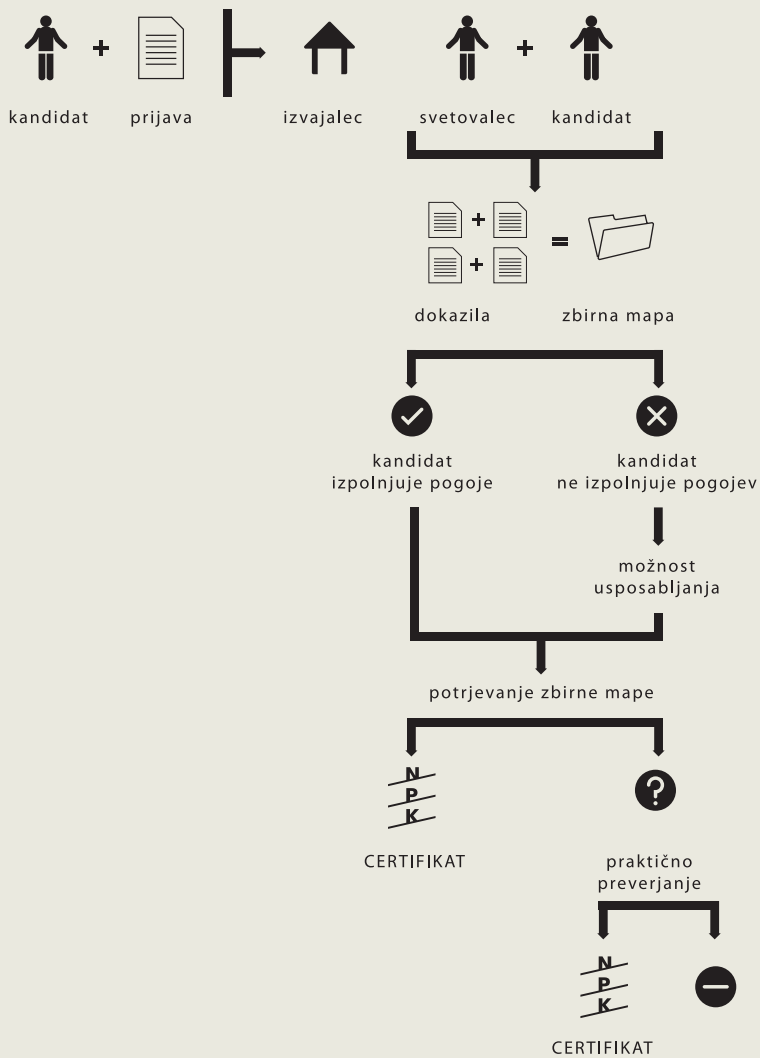 kandidat prijava izvajalec svetovalec kandidat
dokazila zbirna mapa
kandidat
izpolnjuje pogoje
kandidat
ne izpolnjuje pogojev
možnost
usposabljanja
potrjevanje zbirne mape
N
P
K
CERTIFIKAT
praktično
preverjanje
N
P
K
CERTIFIKAT